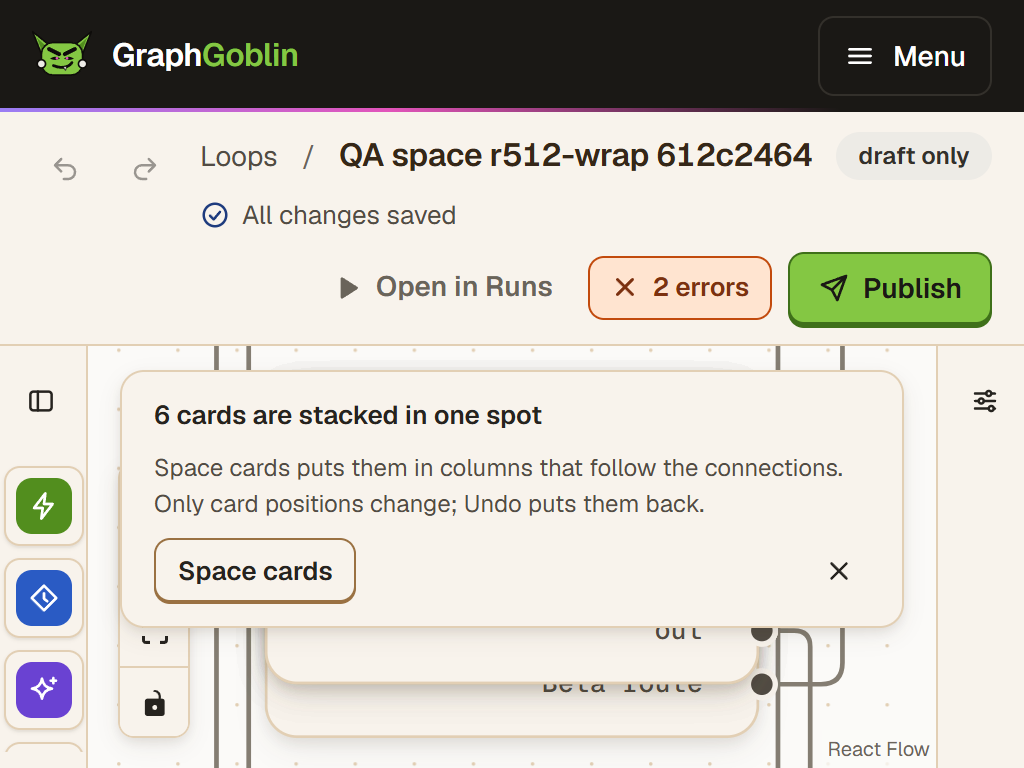 GraphGoblin
Menu
Loops / QA space r512-wrap 612c2464
draft only
All changes saved
Open in Runs
2 errors
Publish
6 cards are stacked in one spot
Space cards puts them in columns that follow the connections.
Only card positions change; Undo puts them back.
Space cards
out
Beta route
React Flow